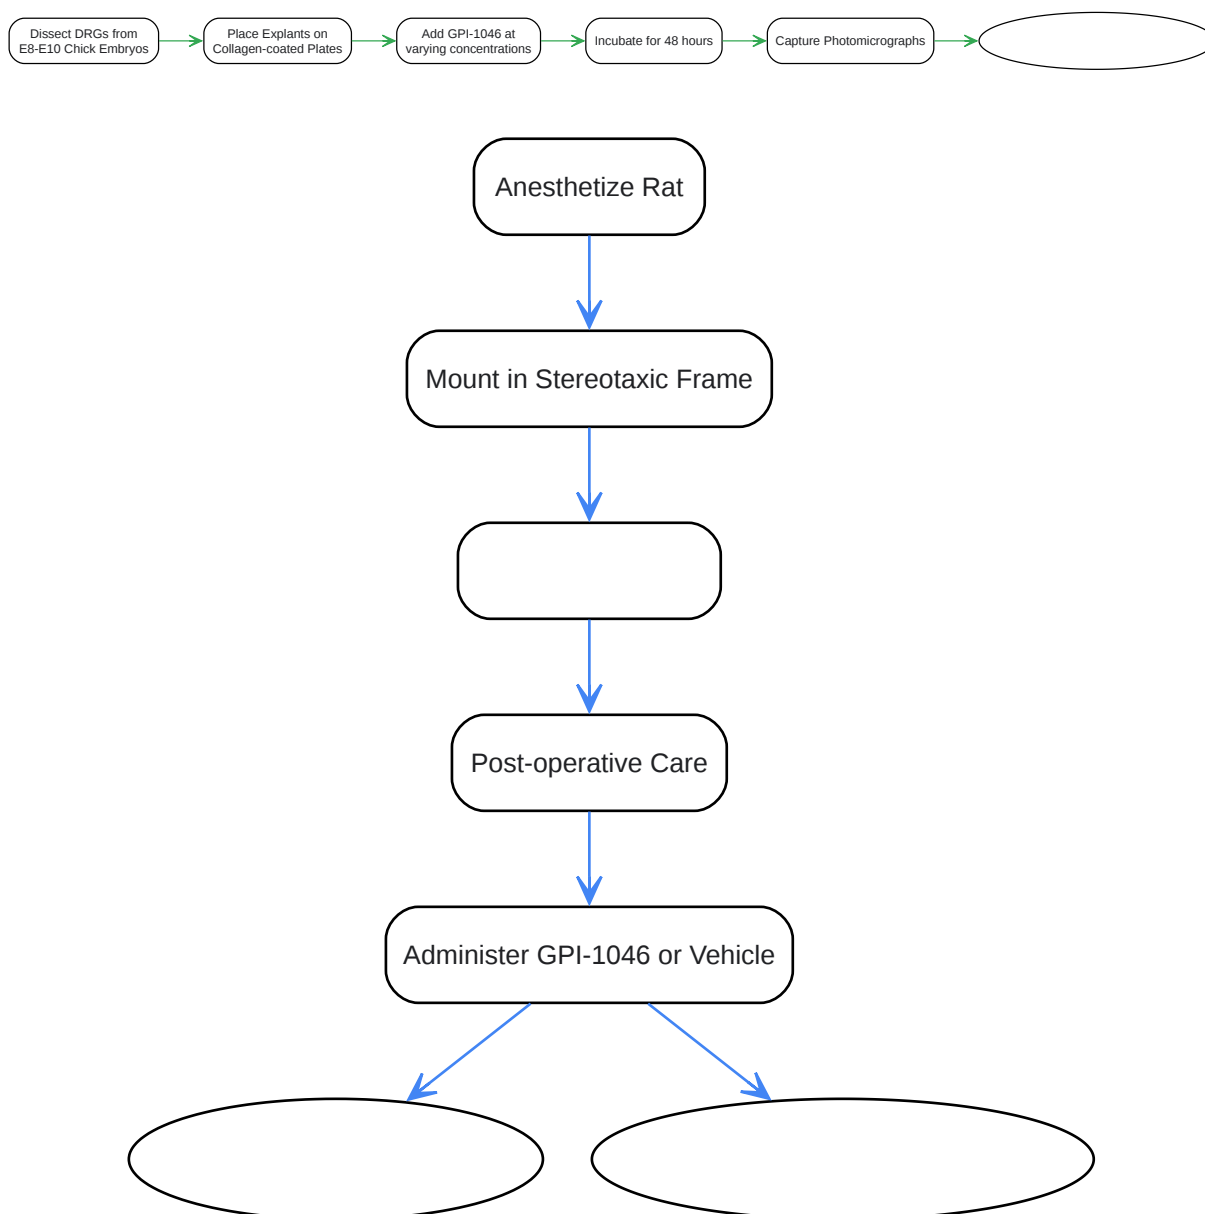 Dissect DRGs from
E8-E10 Chick Embryos
Place Explants on
Collagen-coated Plates
Add GPI-1046 at
varying concentrations
Incubate for 48 hours
Capture Photomicrographs
Anesthetize Rat
Mount in Stereotaxic Frame
Post-operative Care
Administer GPI-1046 or Vehicle